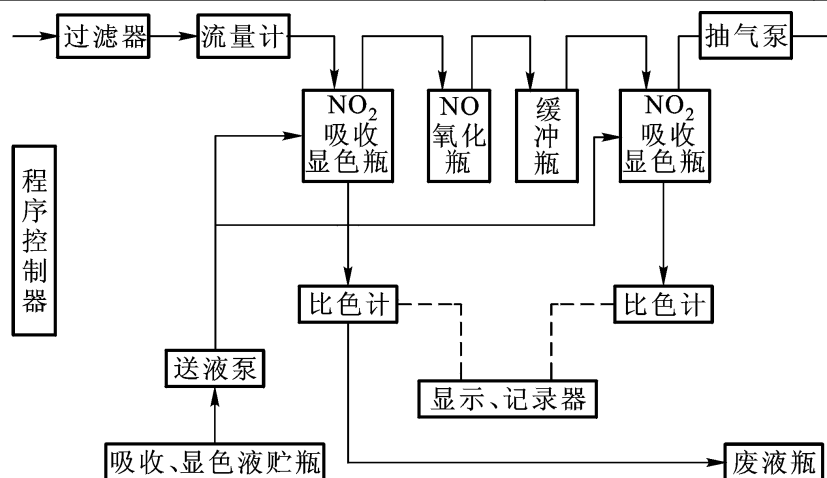 过滤器
流量计
抽气泵
NO₂
吸收
显色瓶
NO
氧化
瓶
缓
冲
瓶
NO₂
吸收
显色瓶
程
序
控
制
器
比色计
比色计
送液泵
显示、记录器
吸收、显色液贮瓶
废液瓶